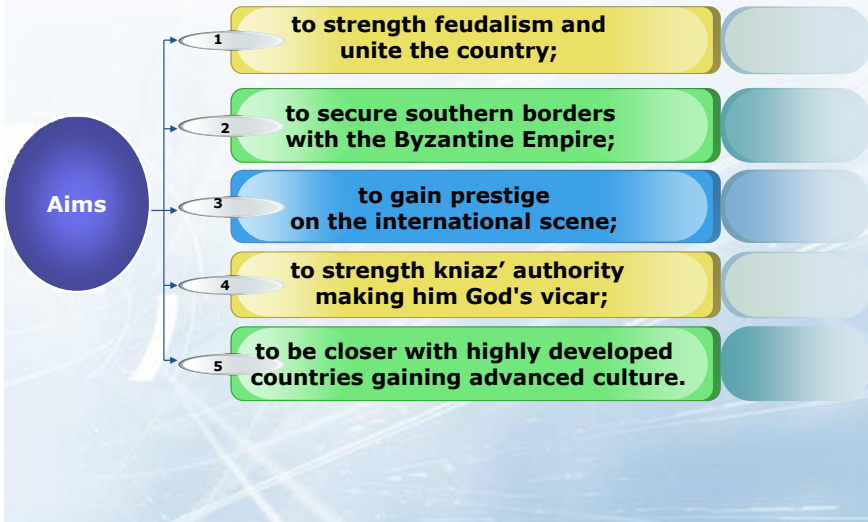 Aims
1
to strength feudalism and
unite the country;
2
to secure southern borders
with the Byzantine Empire;
3
to gain prestige
on the international scene;
4
to strength kniaz’ authority
making him God's vicar;
5
to be closer with highly developed
countries gaining advanced culture.